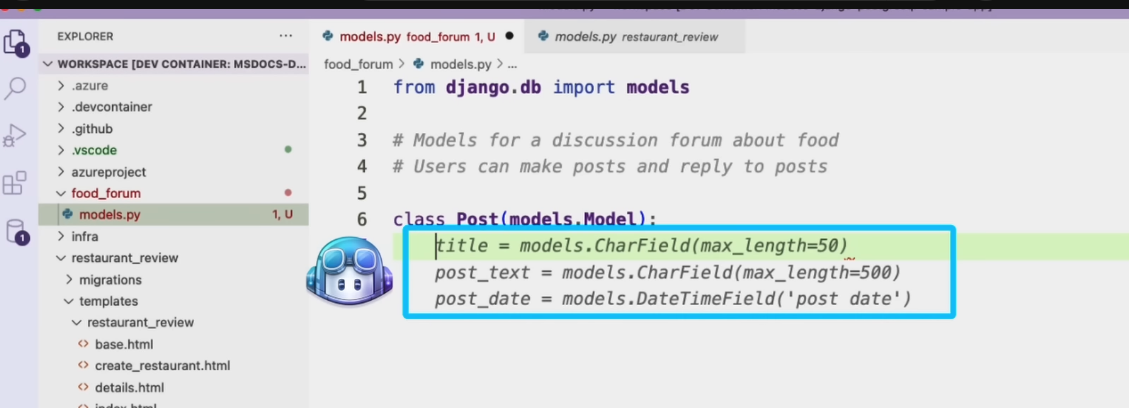 EXPLORER
models.py food_forum 1, U
models.py restaurant_review
WORKSPACE [DEV CONTAINER: MSDOCS-D...
food_forum > models.py > ...
.azure
.devcontainer
.github
.vscode
azureproject
food_forum
models.py 1, U
infra
restaurant_review
migrations
templates
restaurant_review
base.html
create_restaurant.html
details.html
index.html
1 from django.db import models
2
3 # Models for a discussion forum about food
4 # Users can make posts and reply to posts
5
6 class Post(models.Model):
title = models.CharField(max_length=50)
post_text = models.CharField(max_length=500)
post_date = models.DateTimeField('post date')
1
1